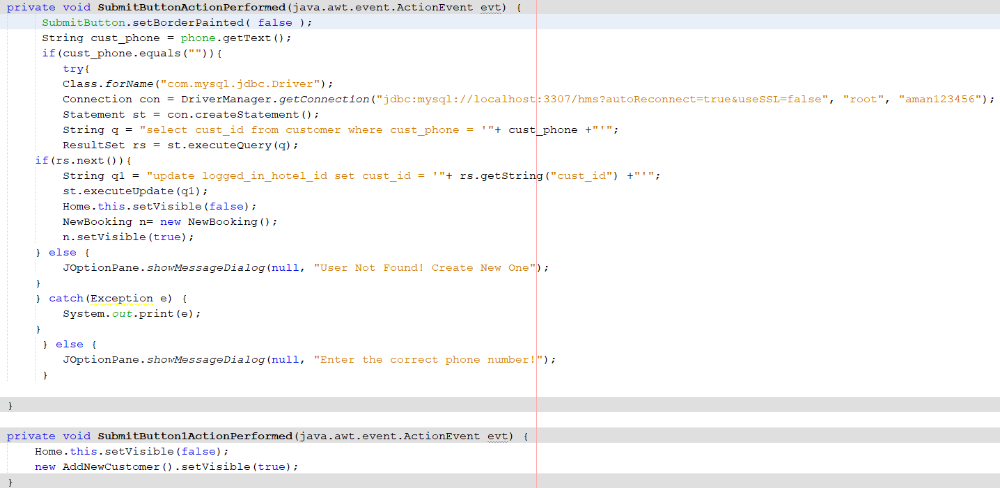 private void SubmitButtonActionPerformed(java.awt.event.ActionEvent evt) {
     SubmitButton.setBorderPainted( false );
     String cust_phone = phone.getText();
     if(cust_phone.equals("")){
        try{
        Class.forName("com.mysql.jdbc.Driver");
        Connection con = DriverManager.getConnection("jdbc:mysql://localhost:3307/hms?autoReconnect=true&useSSL=false", "root", "aman123456");
        Statement st = con.createStatement();
        String q = "select cust_id from customer where cust_phone = '"+ cust_phone +"'";
        ResultSet rs = st.executeQuery(q);
    if(rs.next()){
        String q1 = "update logged_in_hotel_id set cust_id = '"+ rs.getString("cust_id") +"'";
        st.executeUpdate(q1);
        Home.this.setVisible(false);
        NewBooking n= new NewBooking();
        n.setVisible(true);
    } else {
        JOptionPane.showMessageDialog(null, "User Not Found! Create New One");
    }
    } catch(Exception e) {
        System.out.print(e);
    }
     } else {
        JOptionPane.showMessageDialog(null, "Enter the correct phone number!");
     }
}
private void SubmitButton1ActionPerformed(java.awt.event.ActionEvent evt) {
    Home.this.setVisible(false);
    new AddNewCustomer().setVisible(true);
}